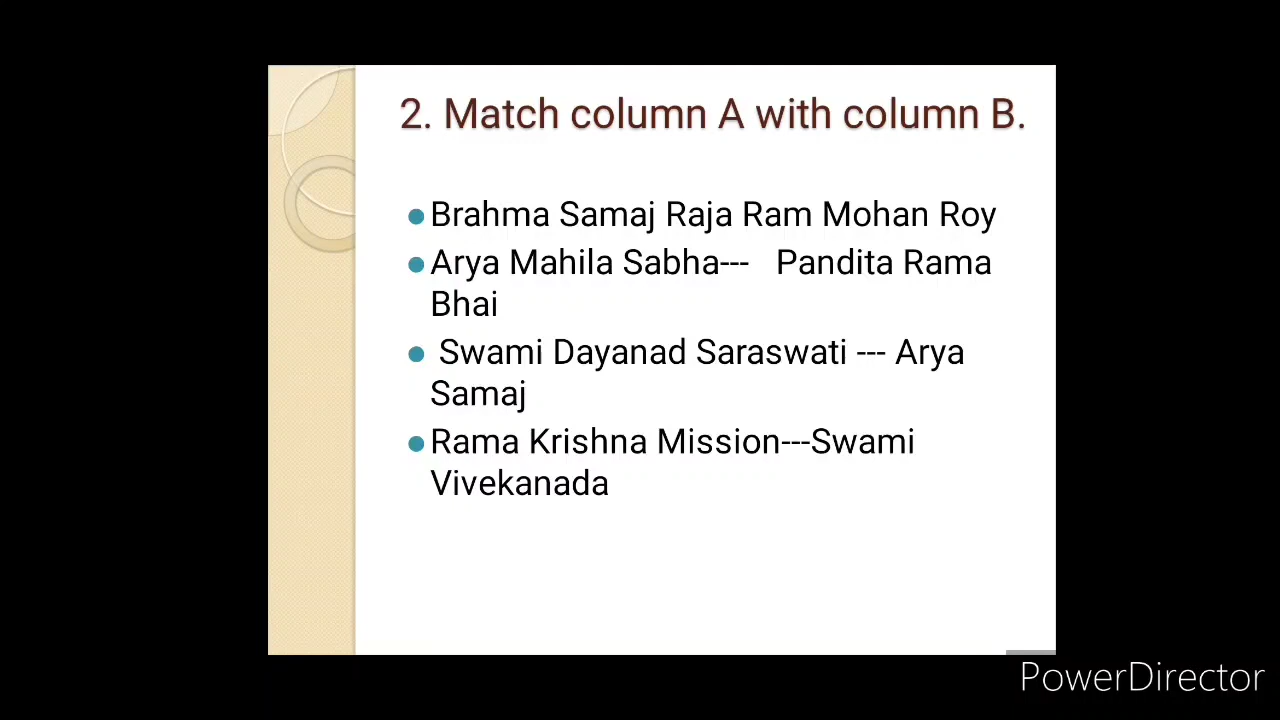 2. Match column A with column B.
Brahma Samaj Raja Ram Mohan Roy
Arya Mahila Sabha---   Pandita Rama
Bhai
Swami Dayanad Saraswati --- Arya
Samaj
Rama Krishna Mission---Swami
Vivekanada
PowerDirector